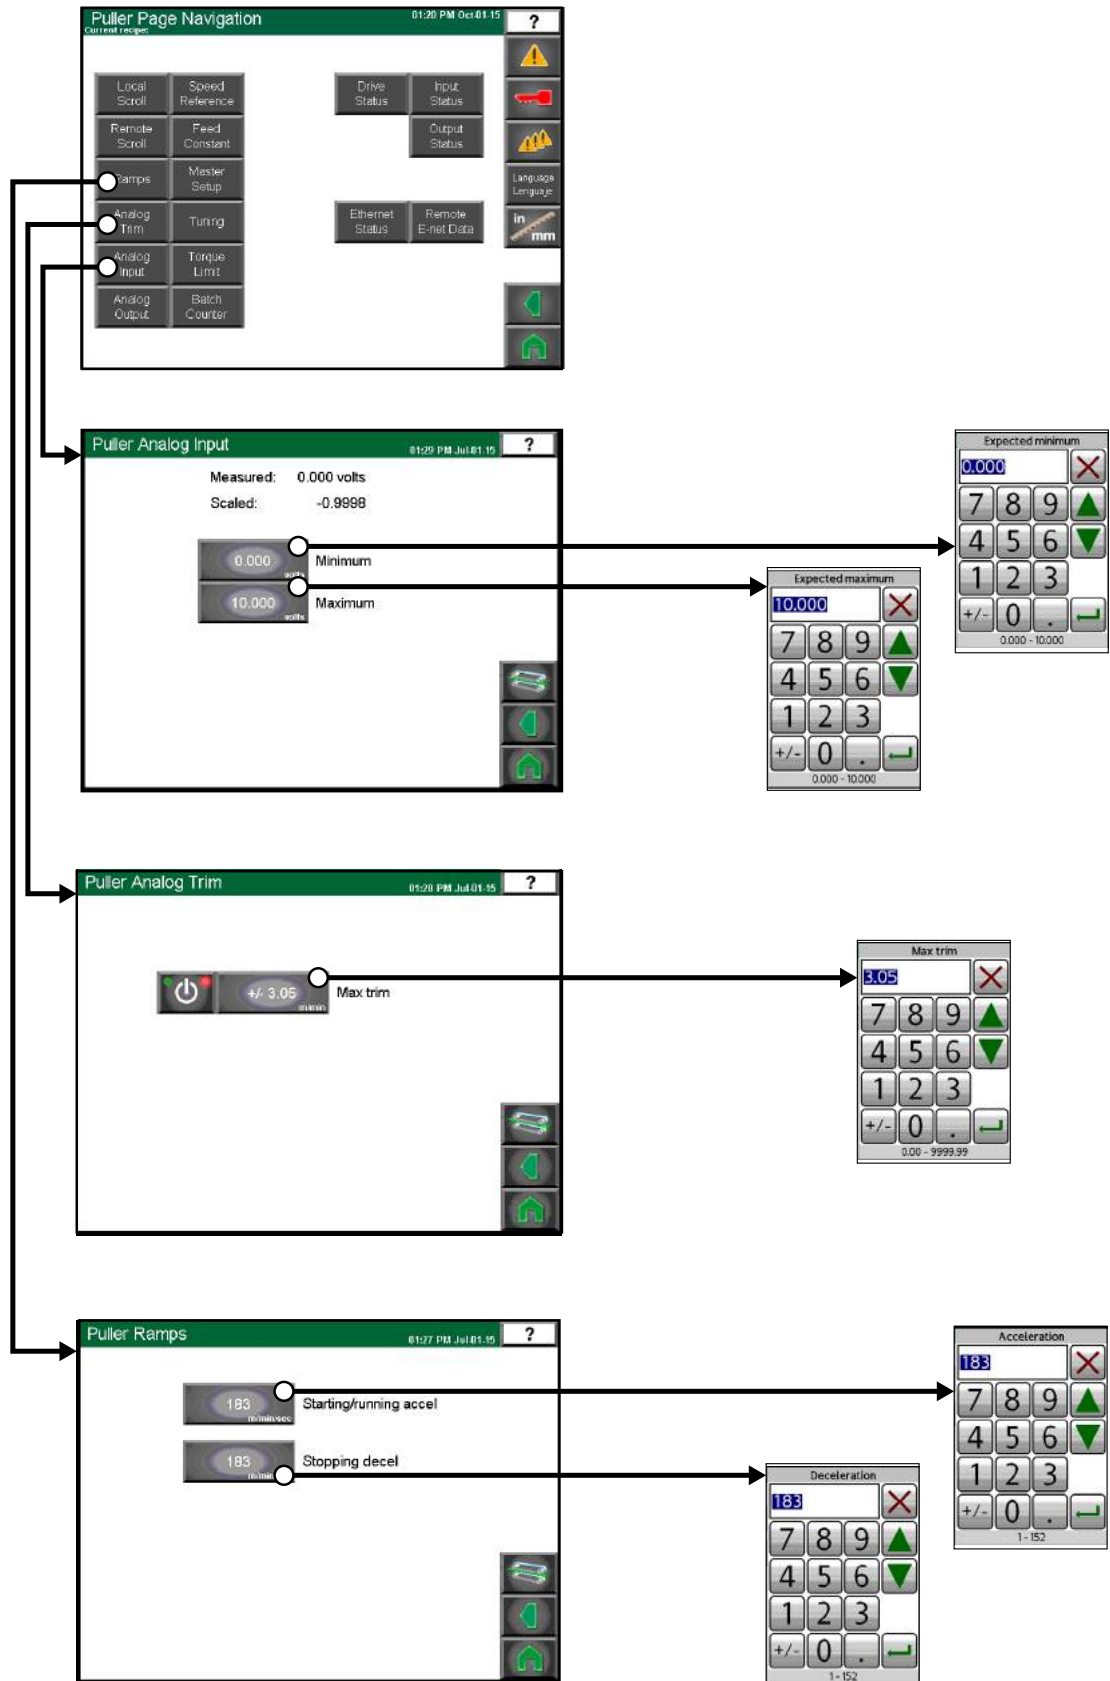 Puller Page Navigation
01:20 PM Oct-01-15
?
Current recipe:
Local Scroll
Speed Reference
Drive Status
Input Status
Remote Scroll
Feed Constant
Output Status
Ramps
Master Setup
Language
Lenguaje
Analog Trim
Tuning
Ethernet Status
Remote E-net Data
in
mm
Analog Input
Torque Limit
Analog Output
Batch Counter
Puller Analog Input
01:29 PM Jul-01-15
?
Measured: 0.000 volts
Scaled: -0.9998
0.000 volts Minimum
10.000 volts Maximum
Expected minimum
0.000
7 8 9
4 5 6
1 2 3
+/- 0 .
0.000 - 10.000
Expected maximum
10.000
7 8 9
4 5 6
1 2 3
+/- 0 .
0.000 - 10.000
Puller Analog Trim
01:28 PM Jul-01-15
?
+/- 3.05 m/min Max trim
Max trim
3.05
7 8 9
4 5 6
1 2 3
+/- 0 .
0.00 - 9999.99
Puller Ramps
01:27 PM Jul-01-15
?
183 m/min/sec Starting/running accel
183 Stopping decel
Acceleration
183
7 8 9
4 5 6
1 2 3
+/- 0 .
1 - 152
Deceleration
183
7 8 9
4 5 6
1 2 3
+/- 0 .
1 - 152